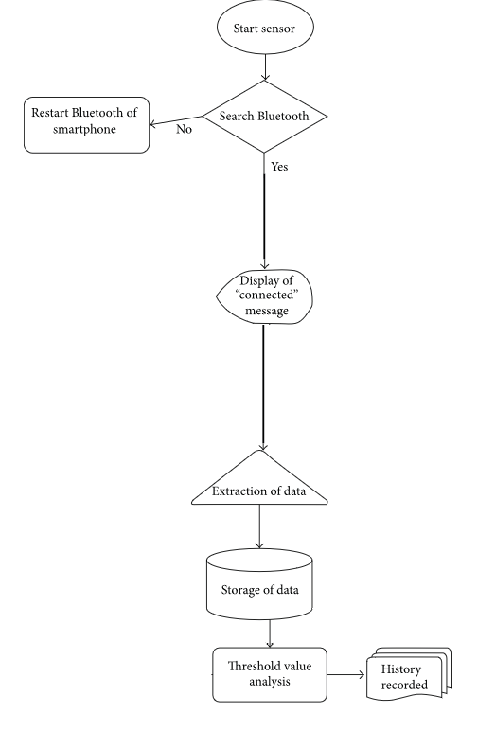 Start sensor
Search Bluetooth
Restart Bluetooth of
smartphone
No
Yes
Display of
“connected”
message
Extraction of data
Storage of data
Threshold value
analysis
History
recorded